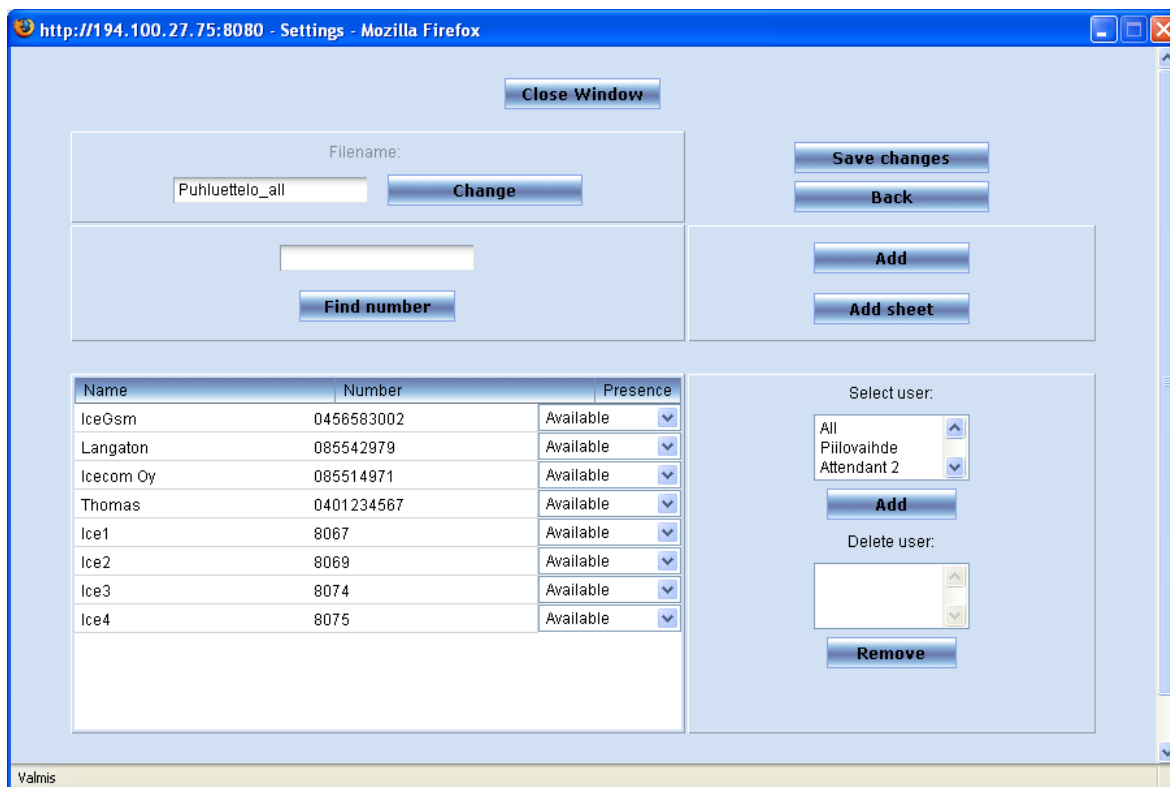 http://194.100.27.75:8080 - Settings - Mozilla Firefox
Close Window
Filename:
Puhluettelo_all Change
Save changes
Back
Find number
Add
Add sheet
Name Number Presence
IceGsm 0456583002 Available
Langaton 085542979 Available
Icecom Oy 085514971 Available
Thomas 0401234567 Available
Ice1 8067 Available
Ice2 8069 Available
Ice3 8074 Available
Ice4 8075 Available
Select user:
All
Piilovaihde
Attendant 2
Add
Delete user:
Remove
Valmis